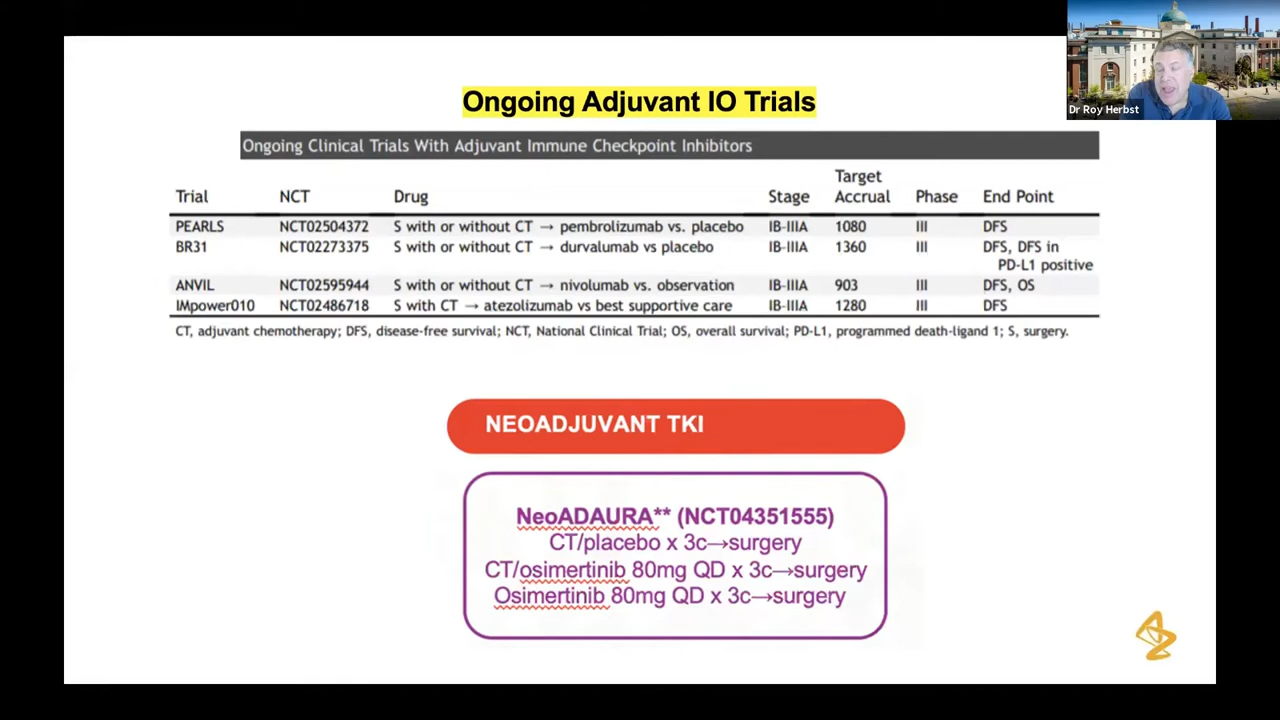 Ongoing Adjuvant IO Trials
Dr Roy Herbst
Ongoing Clinical Trials With Adjuvant Immune Checkpoint Inhibitors
Trial NCT Drug Stage Target Accrual Phase End Point
PEARLS NCT02504372 S with or without CT → pembrolizumab vs. placebo IB-IIIA 1080 III DFS
BR31 NCT02273375 S with or without CT → durvalumab vs placebo IB-IIIA 1360 III DFS, DFS in
PD-L1 positive
ANVIL NCT02595944 S with or without CT → nivolumab vs. observation IB-IIIA 903 III DFS, OS
IMpower010 NCT02486718 S with CT → atezolizumab vs best supportive care IB-IIIA 1280 III DFS
CT, adjuvant chemotherapy; DFS, disease-free survival; NCT, National Clinical Trial; OS, overall survival; PD-L1, programmed death-ligand 1; S, surgery.
NEOADJUVANT TKI
NeoADAURA** (NCT04351555)
CT/placebo x 3c→surgery
CT/osimertinib 80mg QD x 3c→surgery
Osimertinib 80mg QD x 3c→surgery